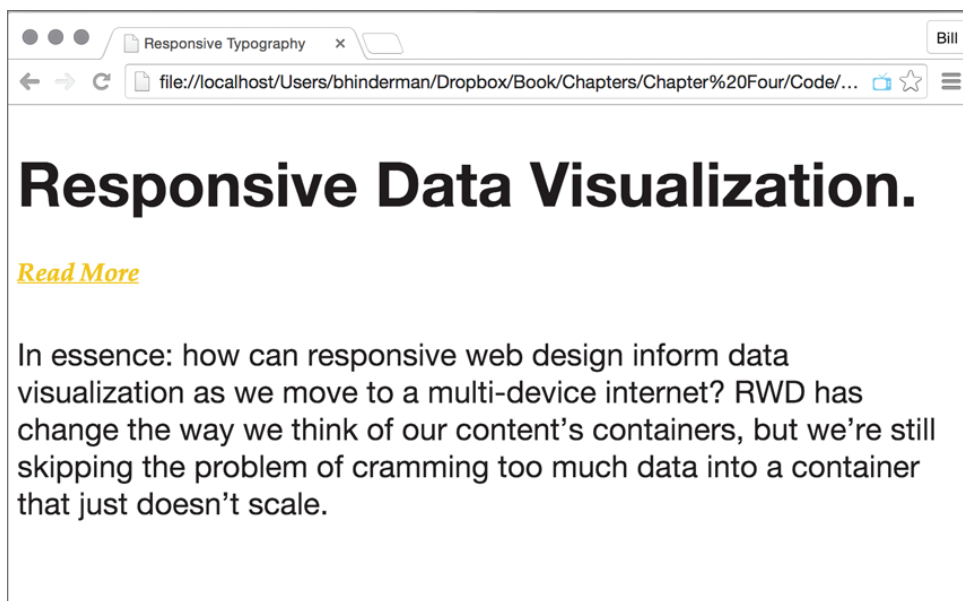 Responsive Typography
Bill
file://localhost/Users/bhinderman/Dropbox/Book/Chapters/Chapter%20Four/Code/...
Responsive Data Visualization.
Read More
In essence: how can responsive web design inform data
visualization as we move to a multi-device internet? RWD has
change the way we think of our content’s containers, but we’re still
skipping the problem of cramming too much data into a container
that just doesn’t scale.